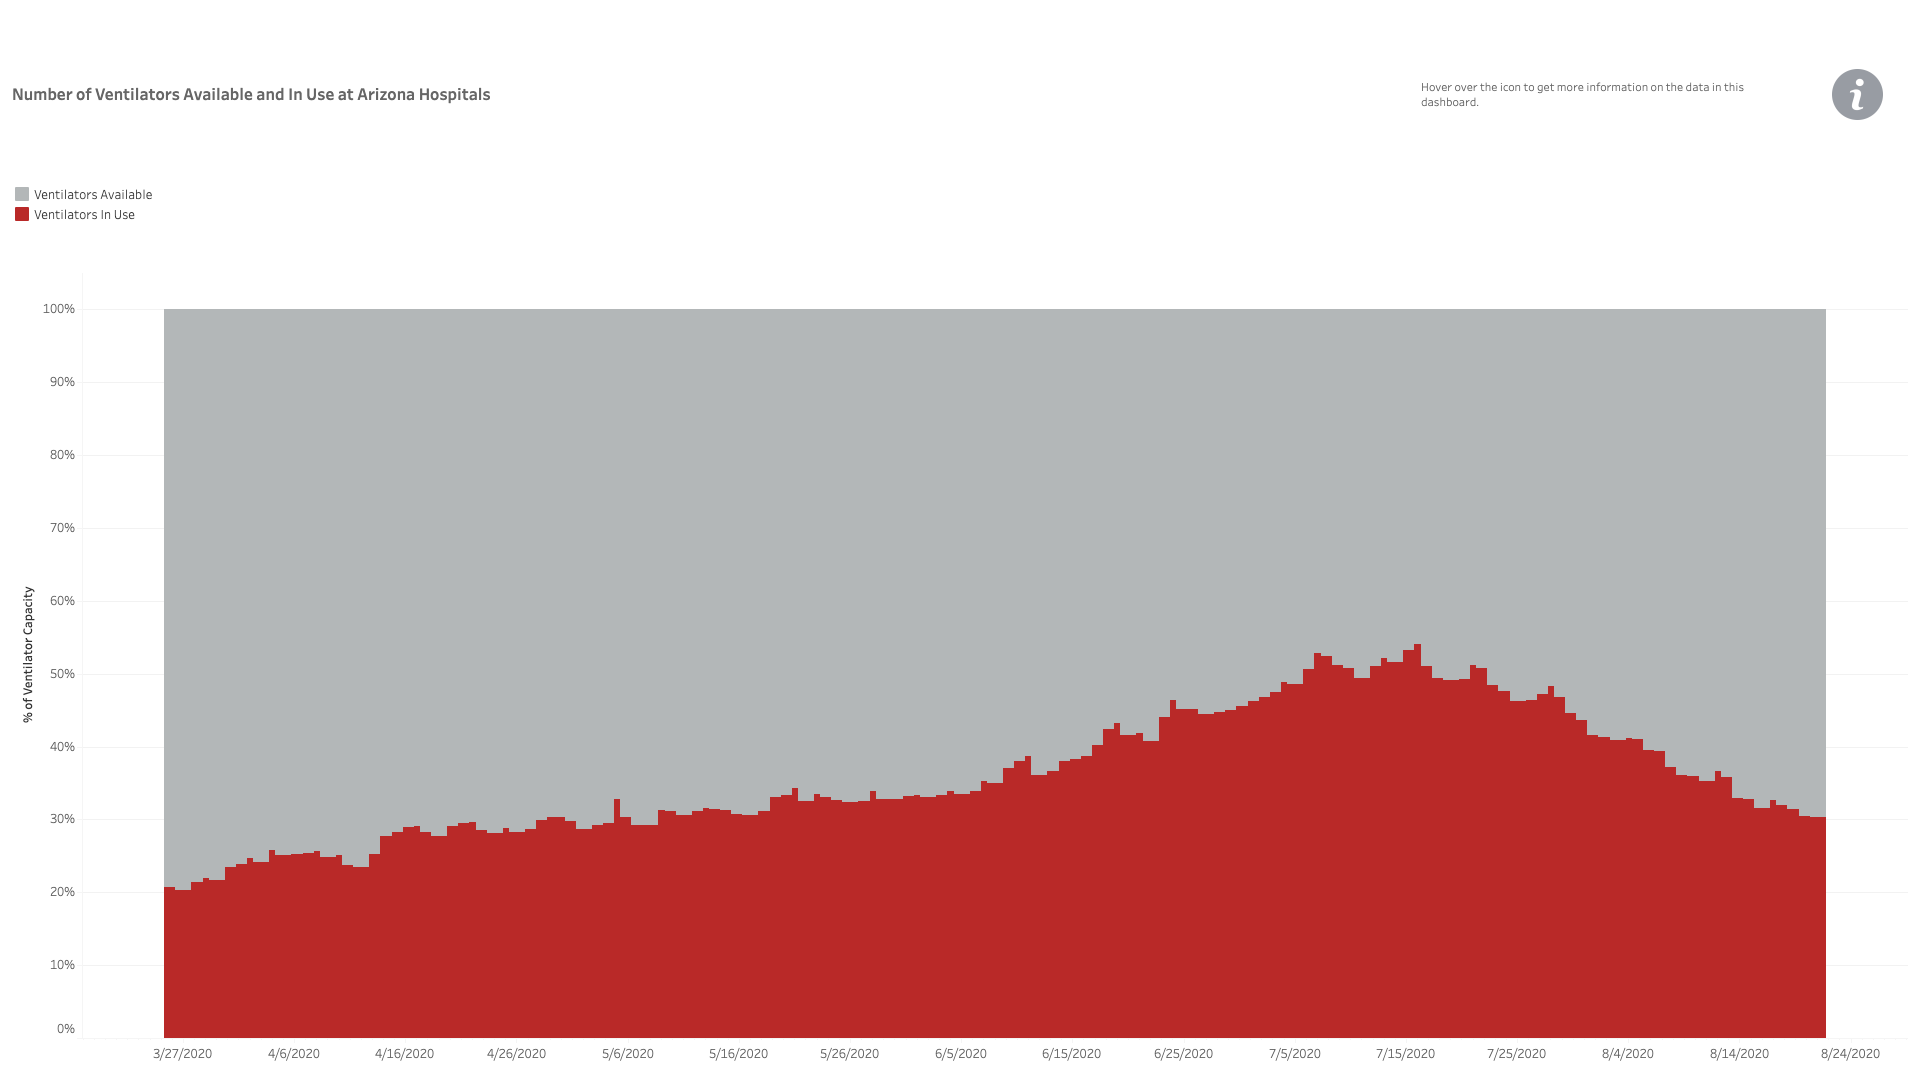 Number of Ventilators Available and In Use at Arizona Hospitals
Hover over the icon to get more information on the data in this
dashboard.
i
Ventilators Available
Ventilators In Use
% of Ventilator Capacity
100%
90%
80%
70%
60%
50%
40%
30%
20%
10%
0%
3/27/2020 4/6/2020 4/16/2020 4/26/2020 5/6/2020 5/16/2020 5/26/2020 6/5/2020 6/15/2020 6/25/2020 7/5/2020 7/15/2020 7/25/2020 8/4/2020 8/14/2020 8/24/2020